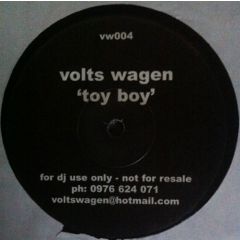 vw004
volts wagen
‘toy boy’
for dj use only - not for resale
ph: 0976 624 071
voltswagen@hotmail.com